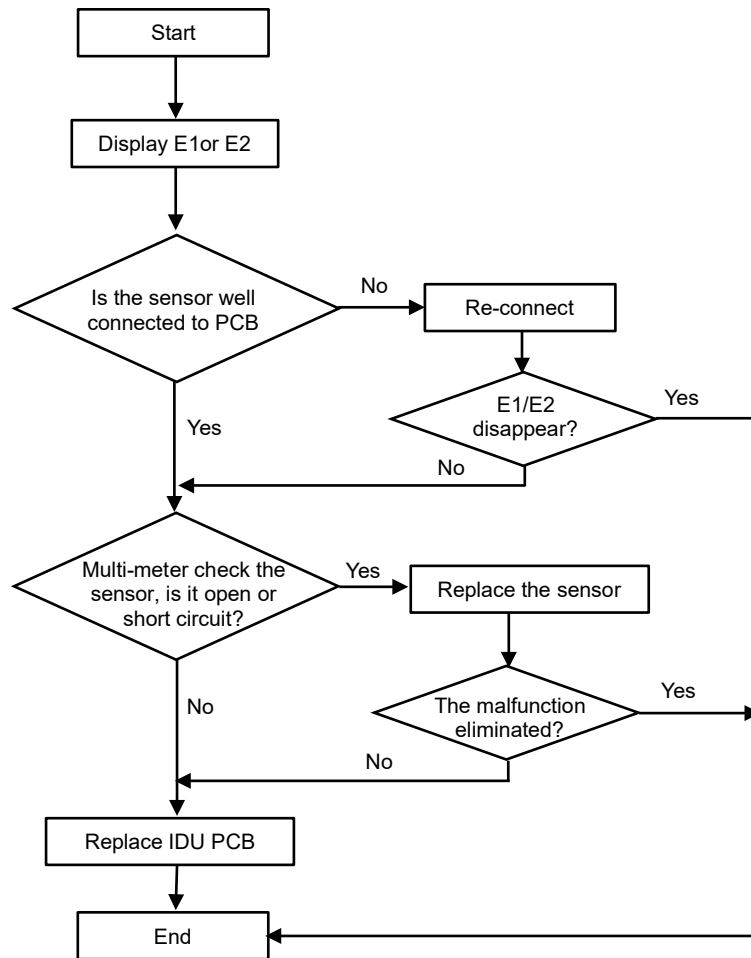 Start
Display E1or E2
Is the sensor well
connected to PCB
No
Re-connect
E1/E2
disappear?
Yes
Yes
No
Multi-meter check the
sensor, is it open or
short circuit?
Yes
Replace the sensor
The malfunction
eliminated?
Yes
No
No
Replace IDU PCB
End